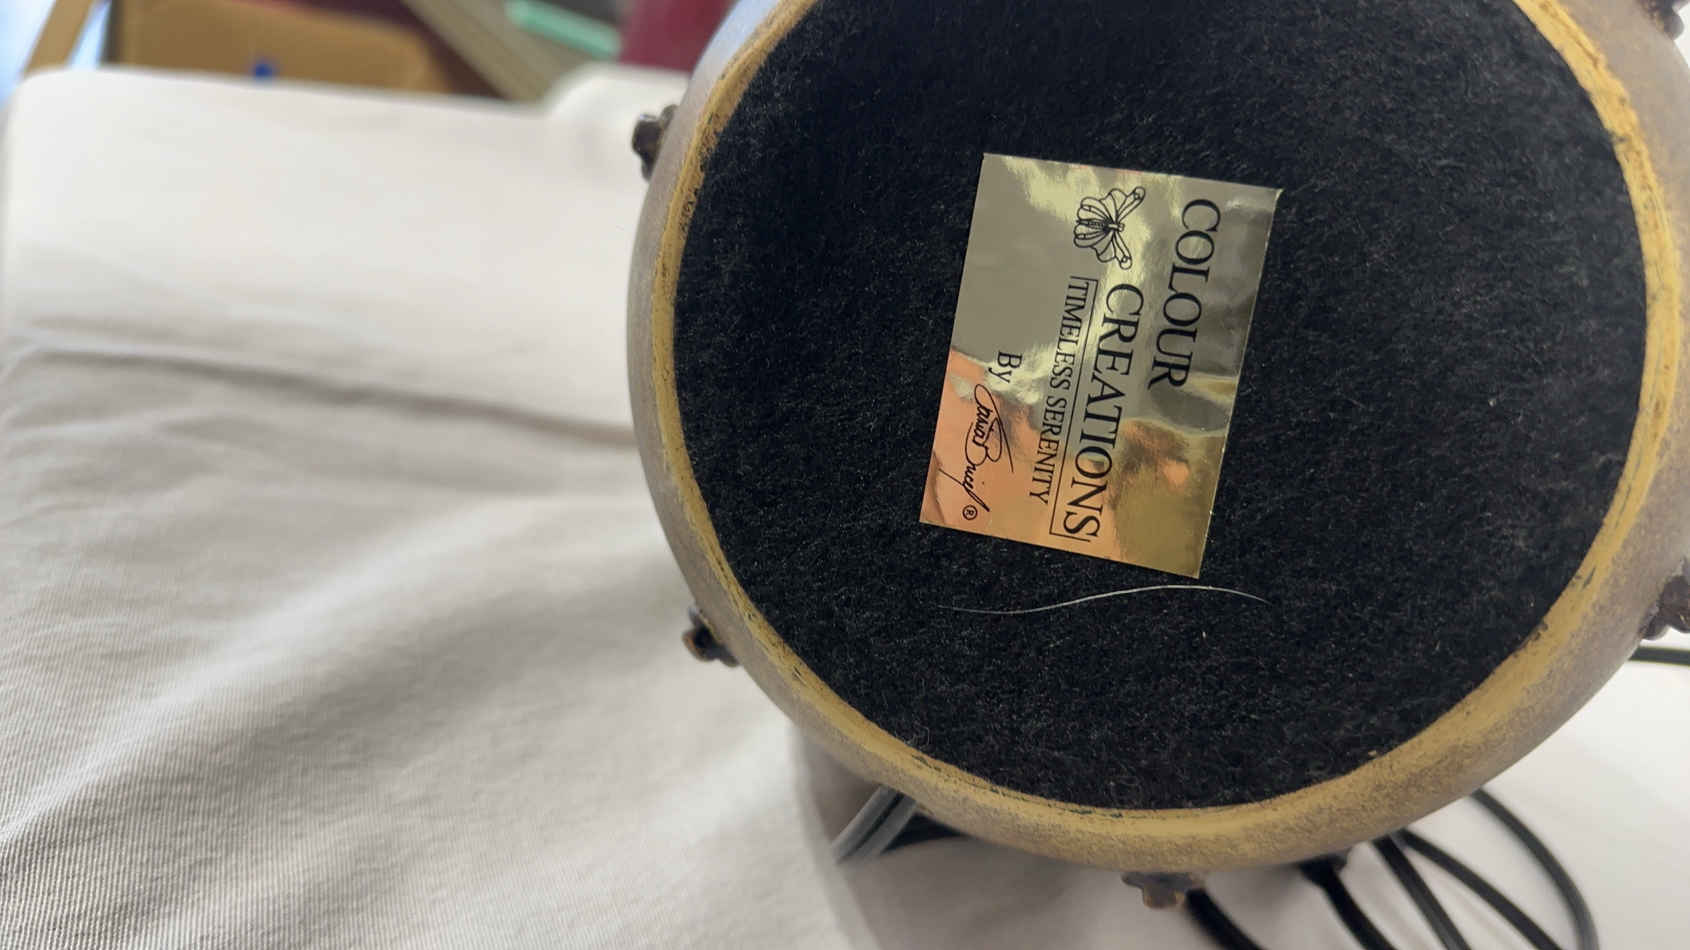 COLOUR
CREATIONS
TIMELESS SERENITY
By
®